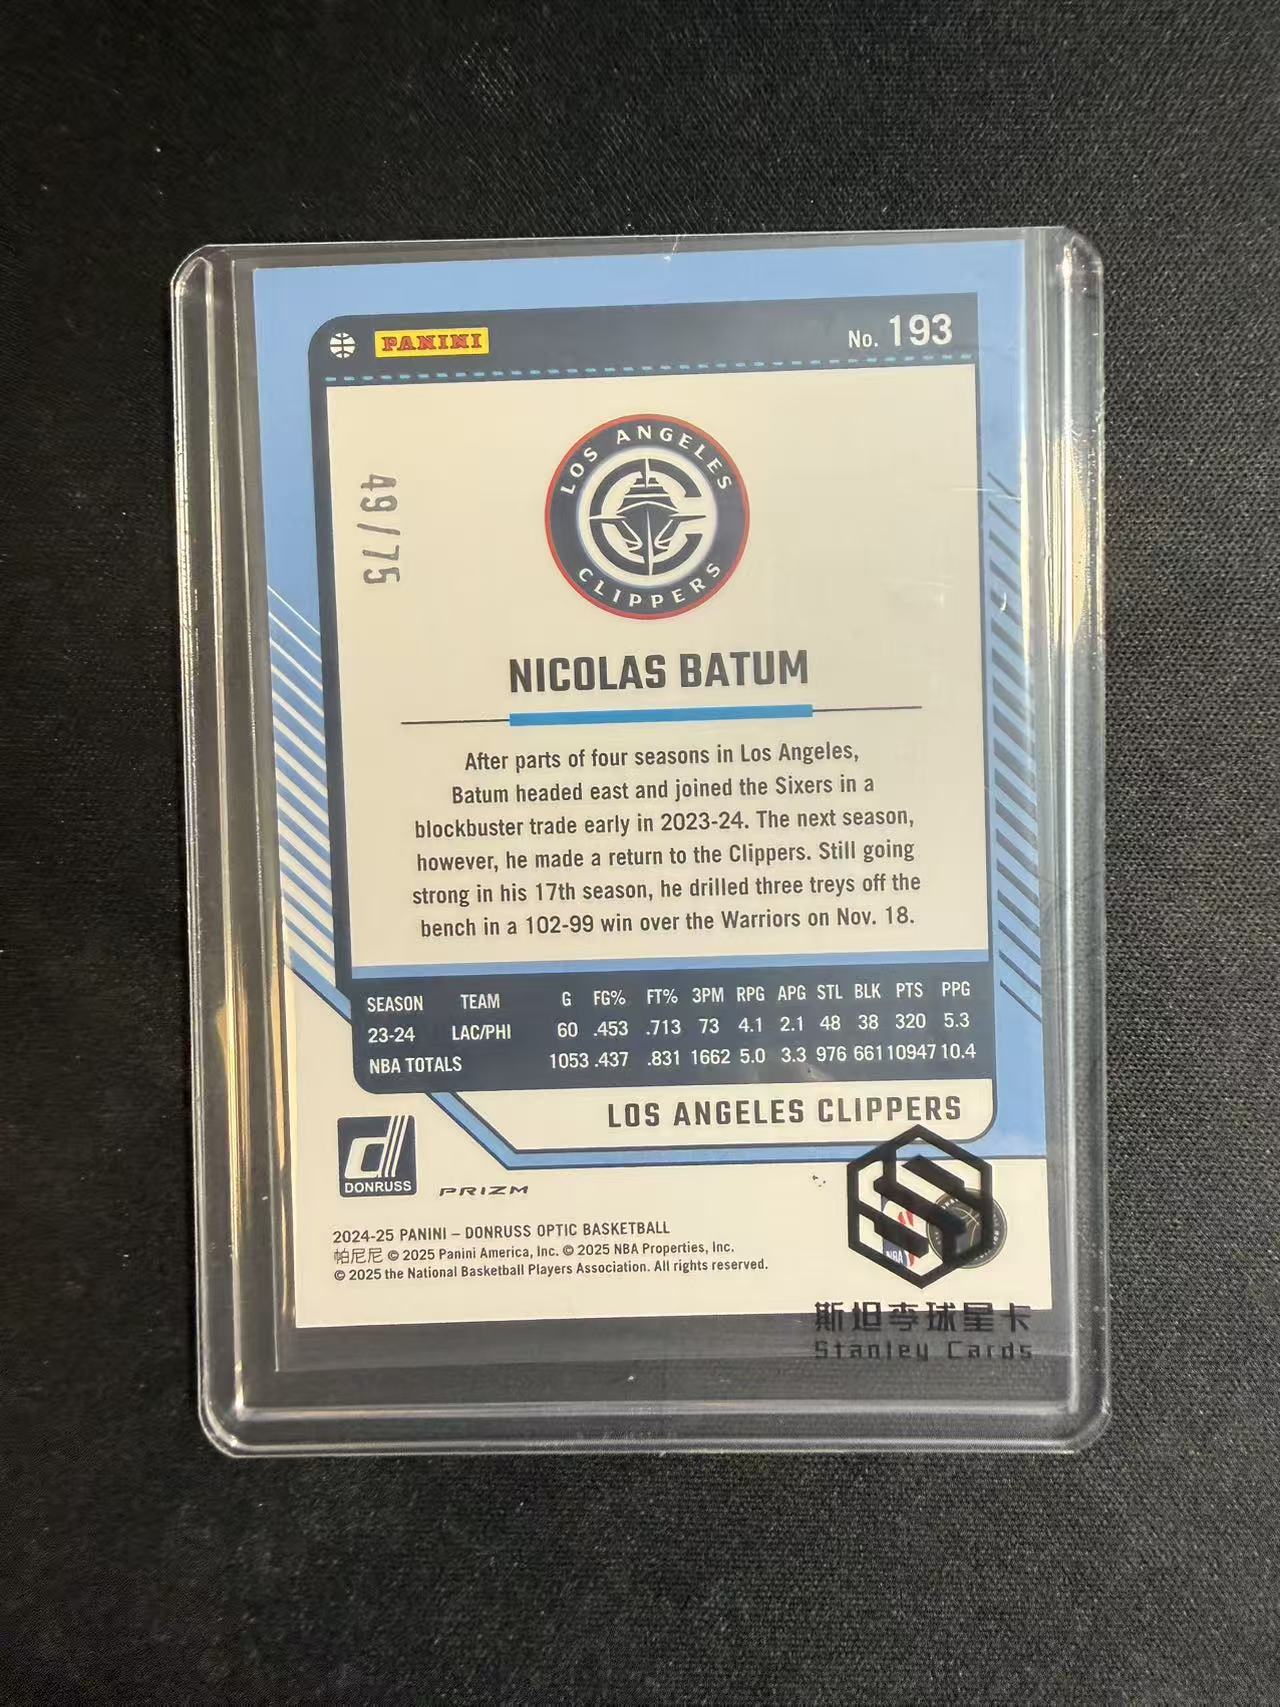 PANINI
No. 193
LOS ANGELES
CLIPPERS
49/75
NICOLAS BATUM
After parts of four seasons in Los Angeles,
Batum headed east and joined the Sixers in a
blockbuster trade early in 2023-24. The next season,
however, he made a return to the Clippers. Still going
strong in his 17th season, he drilled three treys off the
bench in a 102-99 win over the Warriors on Nov. 18.
SEASON TEAM G FG% FT% 3PM RPG APG STL BLK PTS PPG
23-24 LAC/PHI 60 .453 .713 73 4.1 2.1 48 38 320 5.3
NBA TOTALS 1053 .437 .831 1662 5.0 3.3 976 661 10947 10.4
LOS ANGELES CLIPPERS
d
DONRUSS
PRIZM
2024-25 PANINI – DONRUSS OPTIC BASKETBALL
帕尼尼 © 2025 Panini America, Inc. © 2025 NBA Properties, Inc.
© 2025 the National Basketball Players Association. All rights reserved.
NBA
斯坦李球星卡
Stanley Cards